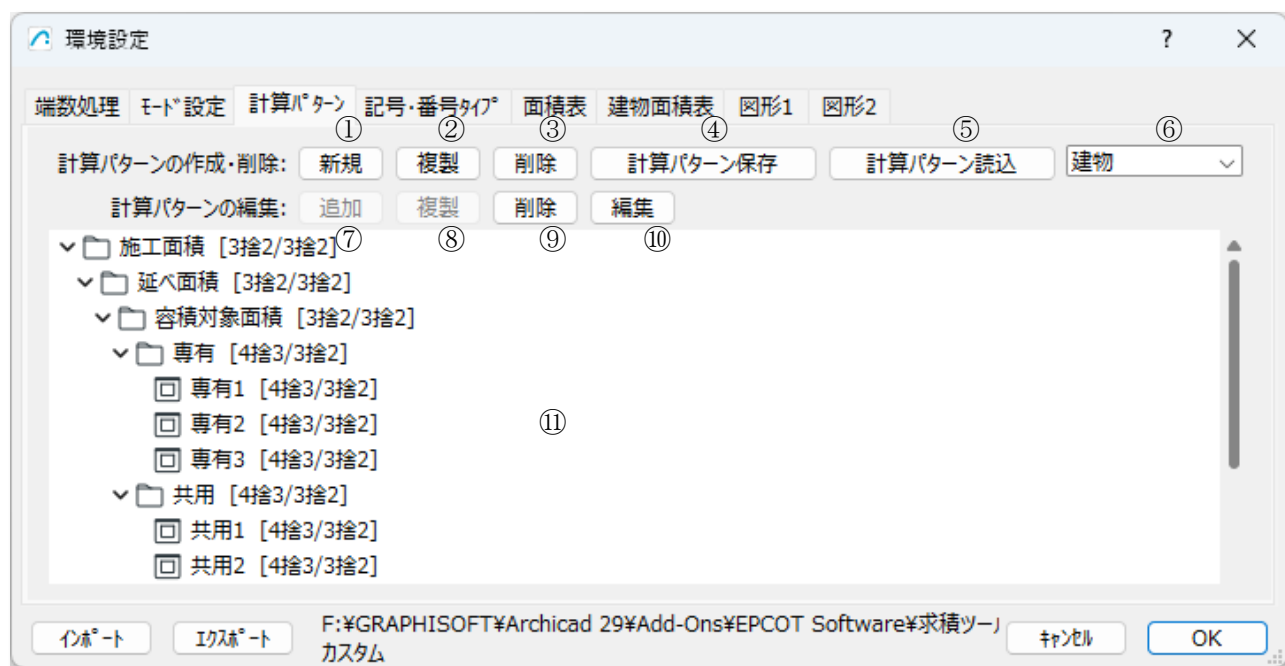 環境設定 ?
端数処理 ﾓｰﾄﾞ設定 計算ﾊﾟﾀｰﾝ 記号･番号ﾀｲﾌﾟ 面積表 建物面積表 図形1 図形2
① ② ③ ④ ⑤ ⑥
計算パターンの作成･削除: 新規 複製 削除 計算パターン保存 計算パターン読込 建物
計算パターンの編集: 追加 複製 削除 編集
⑦ ⑧ ⑨ ⑩
施工面積 [3捨2/3捨2]
延べ面積 [3捨2/3捨2]
容積対象面積 [3捨2/3捨2]
専有 [4捨3/3捨2]
専有1 [4捨3/3捨2]
専有2 [4捨3/3捨2] ⑪
専有3 [4捨3/3捨2]
共用 [4捨3/3捨2]
共用1 [4捨3/3捨2]
共用2 [4捨3/3捨2]
ｲﾝﾎﾟｰﾄ ｴｸｽﾎﾟｰﾄ F:¥GRAPHISOFT¥Archicad 29¥Add-Ons¥EPCOT Software¥求積ツー ｷｬﾝｾﾙ OK
カスタム